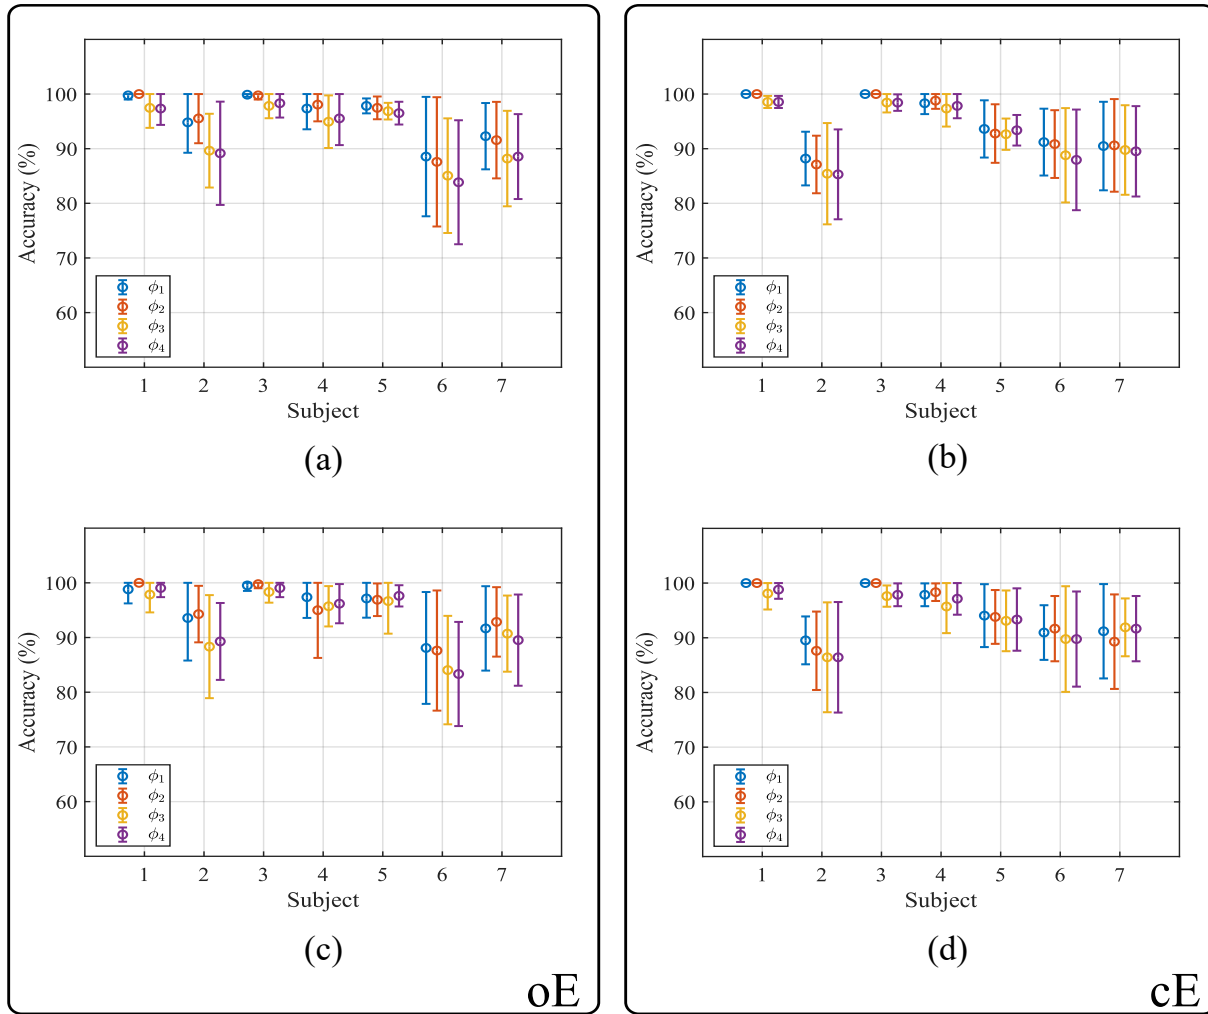 100
90
80
70
60
Accuracy (%)
ϕ1
ϕ2
ϕ3
ϕ4
1 2 3 4 5 6 7
Subject
(a)
100
90
80
70
60
Accuracy (%)
ϕ1
ϕ2
ϕ3
ϕ4
1 2 3 4 5 6 7
Subject
(b)
100
90
80
70
60
Accuracy (%)
ϕ1
ϕ2
ϕ3
ϕ4
1 2 3 4 5 6 7
Subject
(c)
oE
100
90
80
70
60
Accuracy (%)
ϕ1
ϕ2
ϕ3
ϕ4
1 2 3 4 5 6 7
Subject
(d)
cE